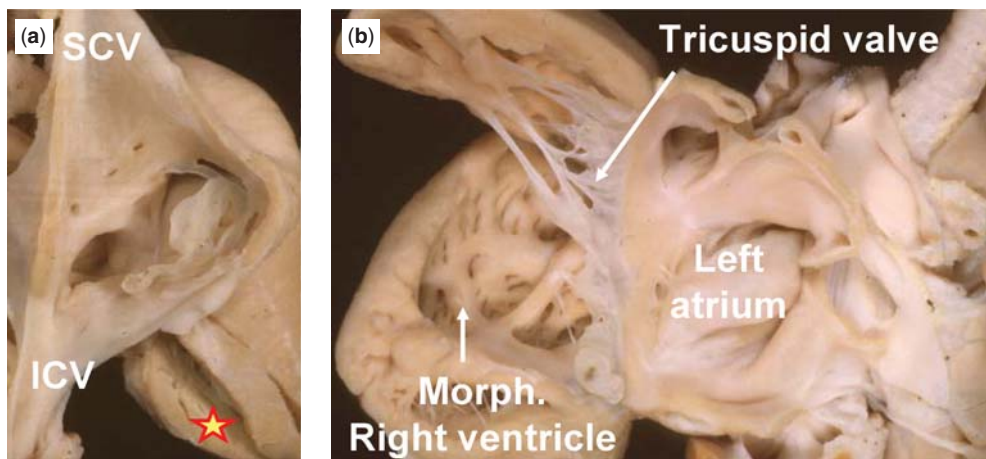 (a)
SCV
ICV
(b)
Tricuspid valve
Left
atrium
Morph.
Right ventricle